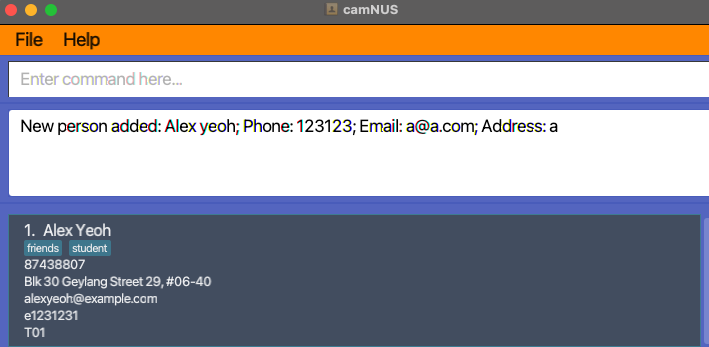 camNUS
File Help
Enter command here...
New person added: Alex yeoh; Phone: 123123; Email: a@a.com; Address: a
1. Alex Yeoh
friends student
87438807
Blk 30 Geylang Street 29, #06-40
alexyeoh@example.com
e1231231
T01